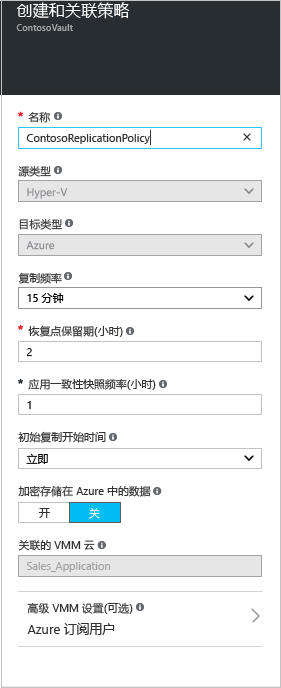 创建和关联策略
ContosoVault
* 名称
ContosoReplicationPolicy
源类型
Hyper-V
目标类型
Azure
复制频率
15 分钟
* 恢复点保留期(小时)
2
* 应用一致性快照频率(小时)
1
初始复制开始时间
立即
加密存储在 Azure 中的数据
开 关
关联的 VMM 云
Sales_Application
高级 VMM 设置(可选)
Azure 订阅用户